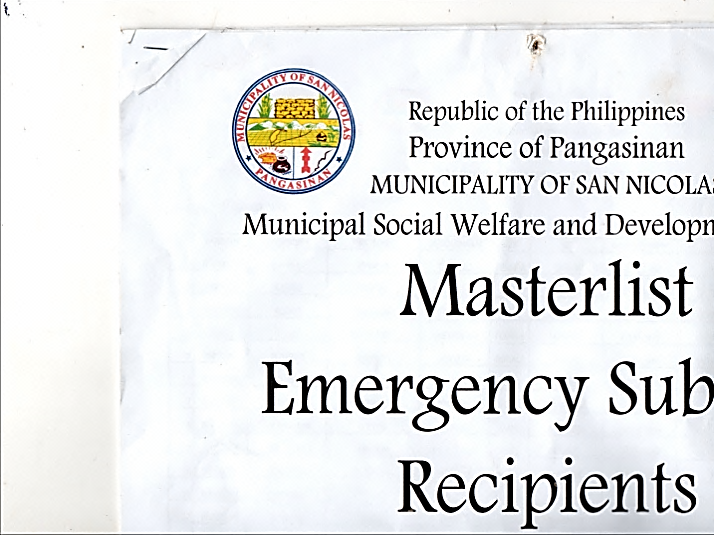 MUNICIPALITY OF SAN NICOLAS
PANGASINAN
Republic of the Philippines
Province of Pangasinan
MUNICIPALITY OF SAN NICOLAS
Municipal Social Welfare and Developm
Masterlist
Emergency Sub
Recipients